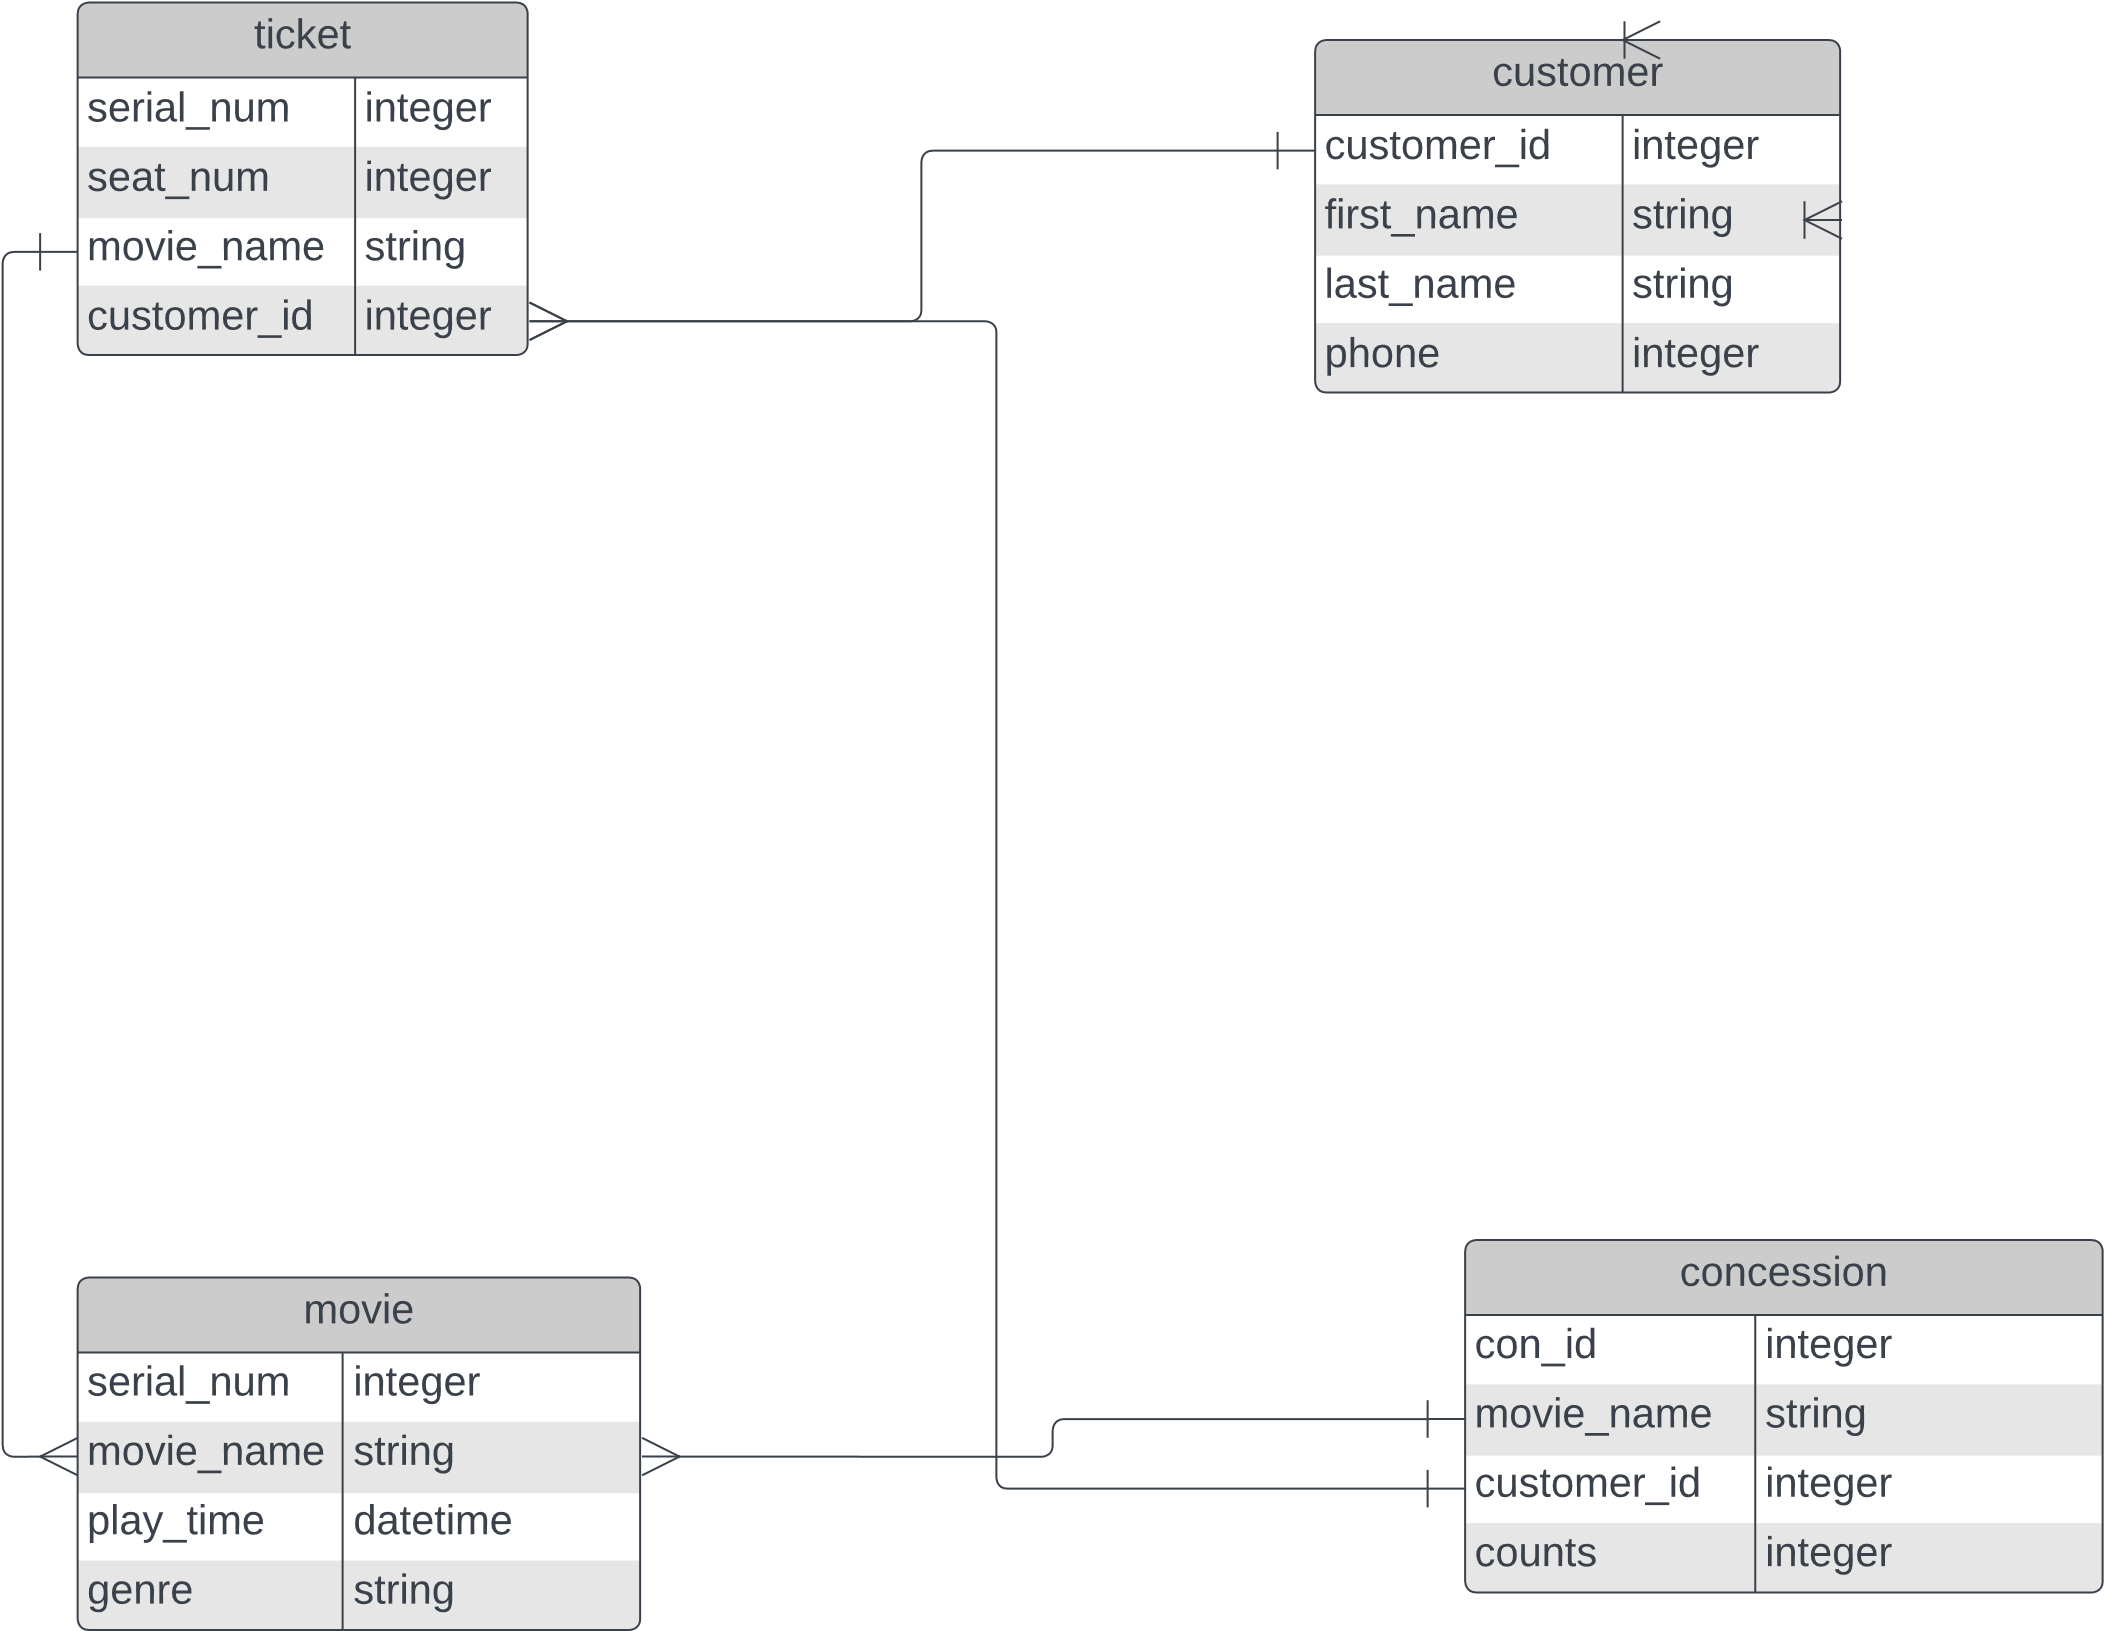 ticket
serial_num integer
seat_num integer
movie_name string
customer_id integer
customer
customer_id integer
first_name string
last_name string
phone integer
movie
serial_num integer
movie_name string
play_time datetime
genre string
concession
con_id integer
movie_name string
customer_id integer
counts integer